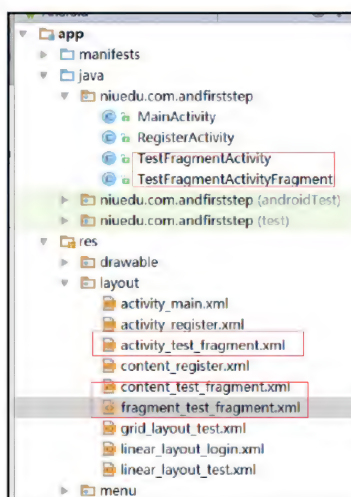 app
manifests
java
niuedu.com.andfirststep
MainActivity
RegisterActivity
TestFragmentActivity
TestFragmentActivityFragment
niuedu.com.andfirststep (androidTest)
niuedu.com.andfirststep (test)
res
drawable
layout
activity_main.xml
activity_register.xml
activity_test_fragment.xml
content_register.xml
content_test_fragment.xml
fragment_test_fragment.xml
grid_layout_test.xml
linear_layout_login.xml
linear_layout_test.xml
menu